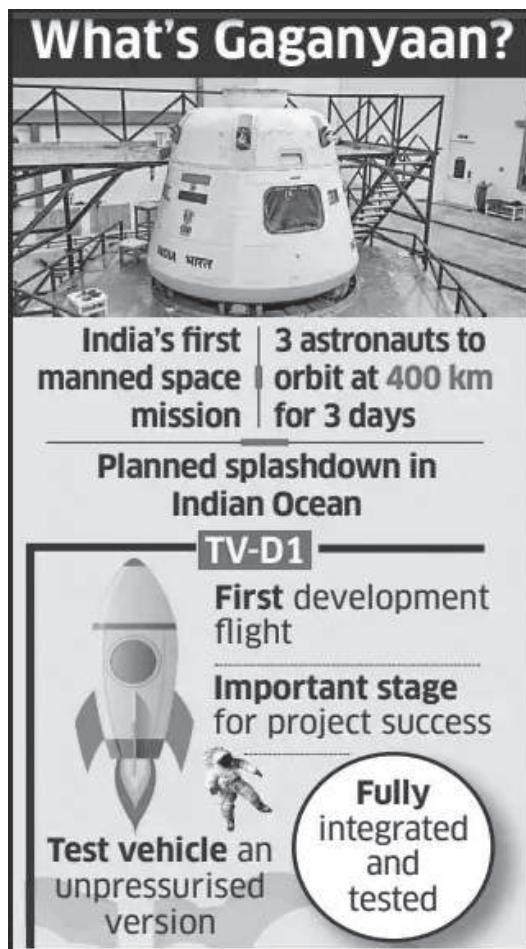 What's Gaganyaan?
INDIA भारत
India's first
manned space
mission
3 astronauts to
orbit at 400 km
for 3 days
Planned splashdown in
Indian Ocean
TV-D1
First development
flight
Important stage
for project success
Test vehicle an
unpressurised
version
Fully
integrated
and
tested